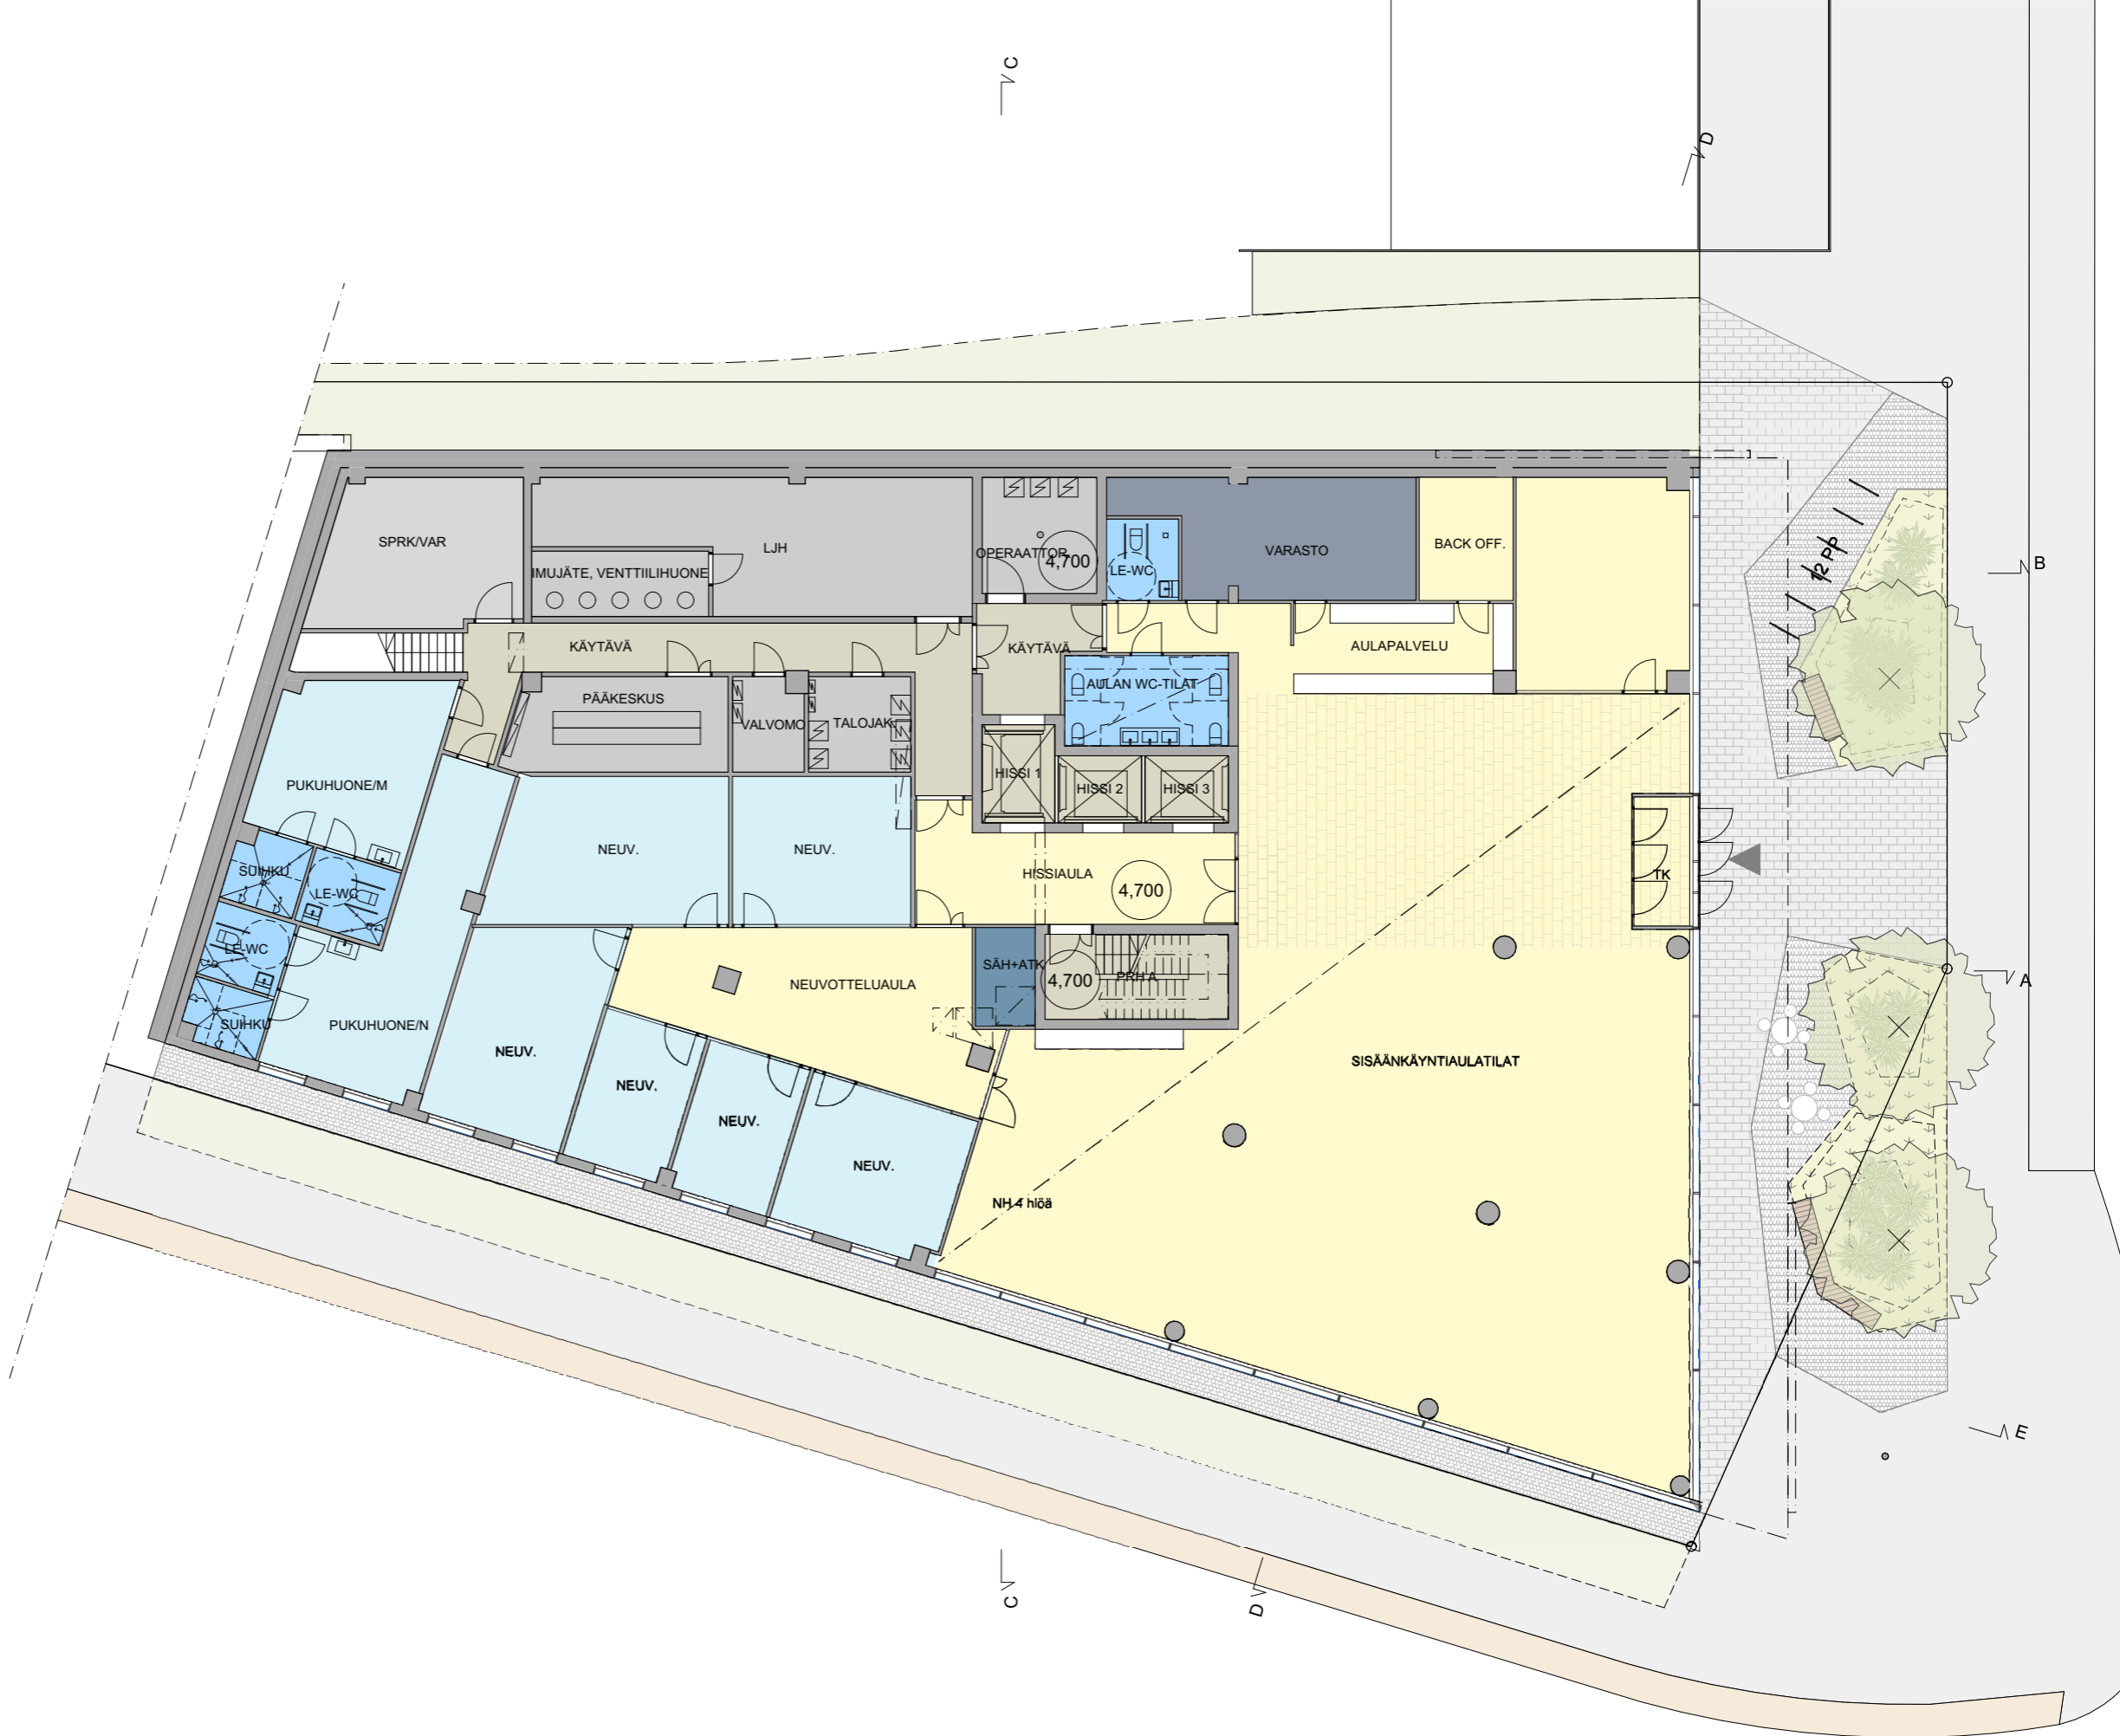 C
D
B
12 PP
SPRK/VAR
LJH
IMUJÄTE, VENTTIILIHUONE
OPERAATTOR
4,700
LE-WC
VARASTO
BACK OFF.
KÄYTÄVÄ
KÄYTÄVÄ
AULAPALVELU
AULAN WC-TILAT
PÄÄKESKUS
VALVOMO
TALOJAK.
HISSI 1
HISSI 2
HISSI 3
PUKUHUONE/M
NEUV.
NEUV.
SUIHKU
LE-WC
HISSIAULA
4,700
TK
LE-WC
SÄH+ATK
4,700
PRH A
NEUVOTTELUAULA
A
SUIHKU
PUKUHUONE/N
NEUV.
NEUV.
NEUV.
NEUV.
SISÄÄNKÄYNTIAULATILAT
NH 4 hlöä
E
C
D